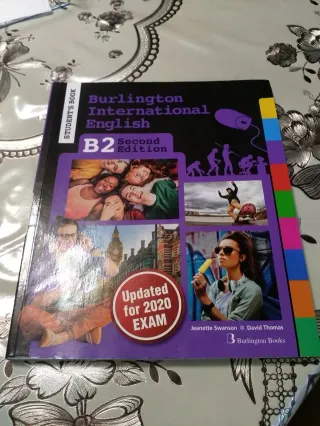 STUDENT'S BOOK
Burlington
International
English
B2 Second
Edition
Updated
for 2020
EXAM
Jeanette Swanson David Thomas
B Burlington Books